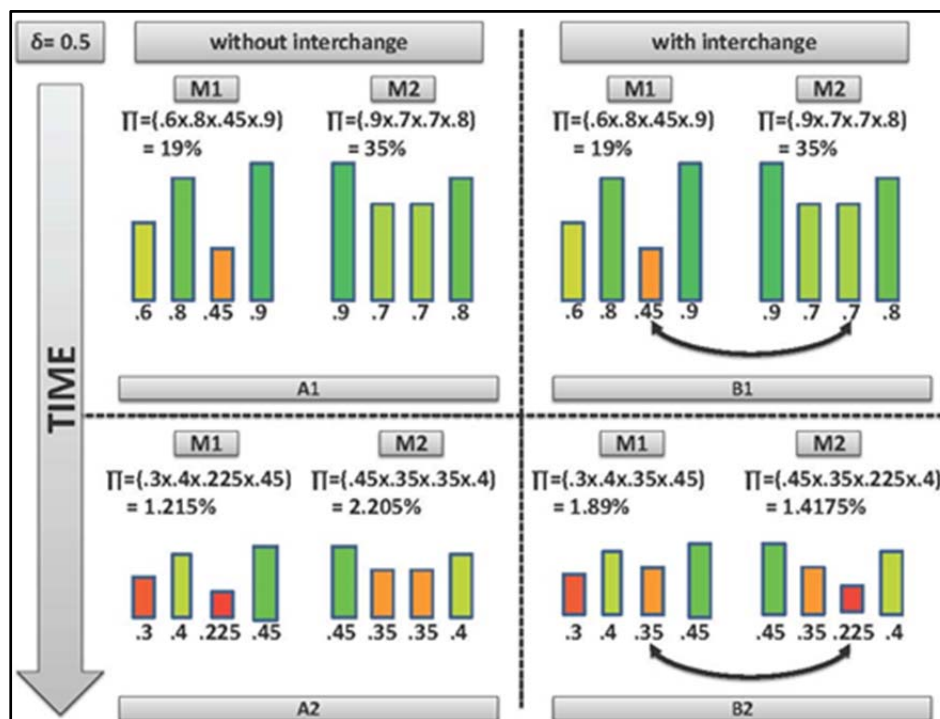 δ= 0.5
without interchange
with interchange
TIME
M1
M2
∏=(.6x.8x.45x.9)
= 19%
∏=(.9x.7x.7x.8)
= 35%
.6 .8 .45 .9
.9 .7 .7 .8
A1
M1
M2
∏=(.6x.8x.45x.9)
= 19%
∏=(.9x.7x.7x.8)
= 35%
.6 .8 .45 .9
.9 .7 .7 .8
B1
M1
M2
∏=(.3x.4x.225x.45)
= 1.215%
∏=(.45x.35x.35x.4)
= 2.205%
.3 .4 .225 .45
.45 .35 .35 .4
A2
M1
M2
∏=(.3x.4x.35x.45)
= 1.89%
∏=(.45x.35x.225x.4)
= 1.4175%
.3 .4 .35 .45
.45 .35 .225 .4
B2